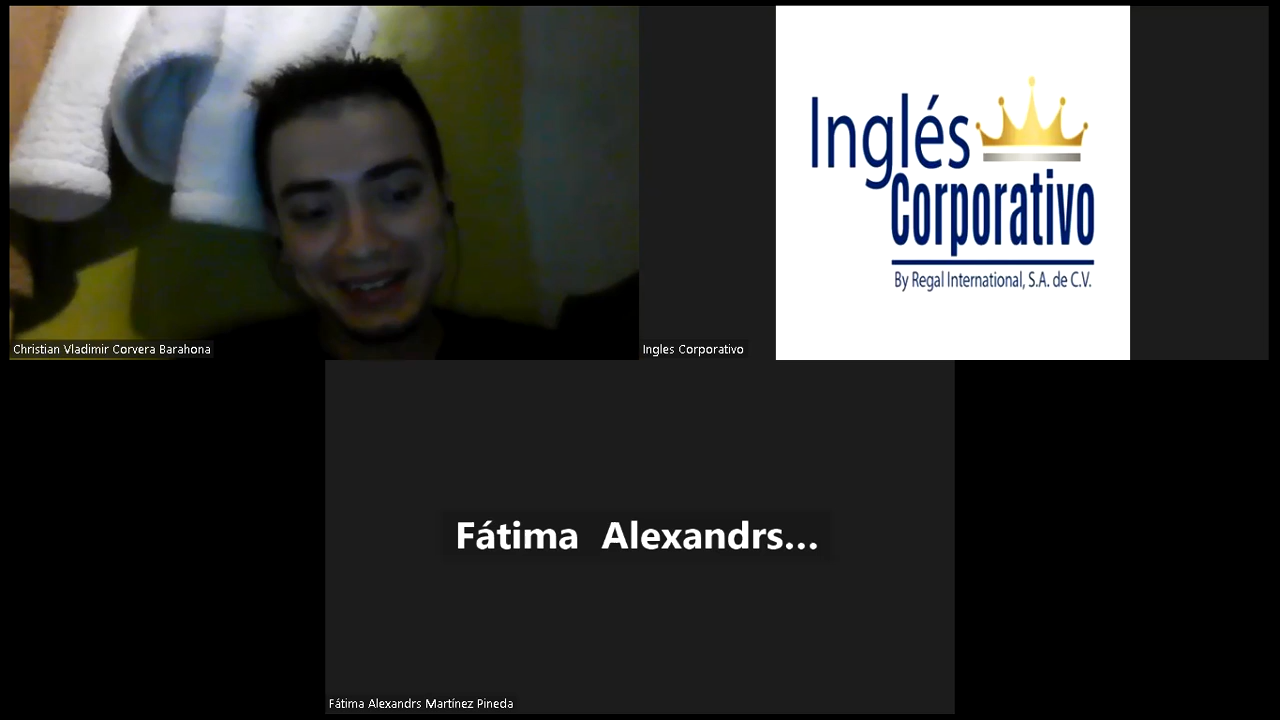 Inglés
Corporativo
By Regal International, S.A. de C.V.
Christian Vladimir Corvera Barahona
Ingles Corporativo
Fátima Alexandrs...
Fátima Alexandrs Martínez Pineda